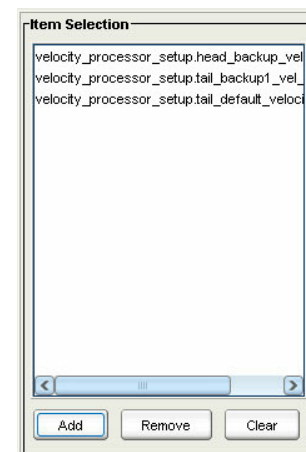 Item Selection
velocity_processor_setup.head_backup_vel
velocity_processor_setup.tail_backup1_vel_
velocity_processor_setup.tail_default_veloci
Add Remove Clear